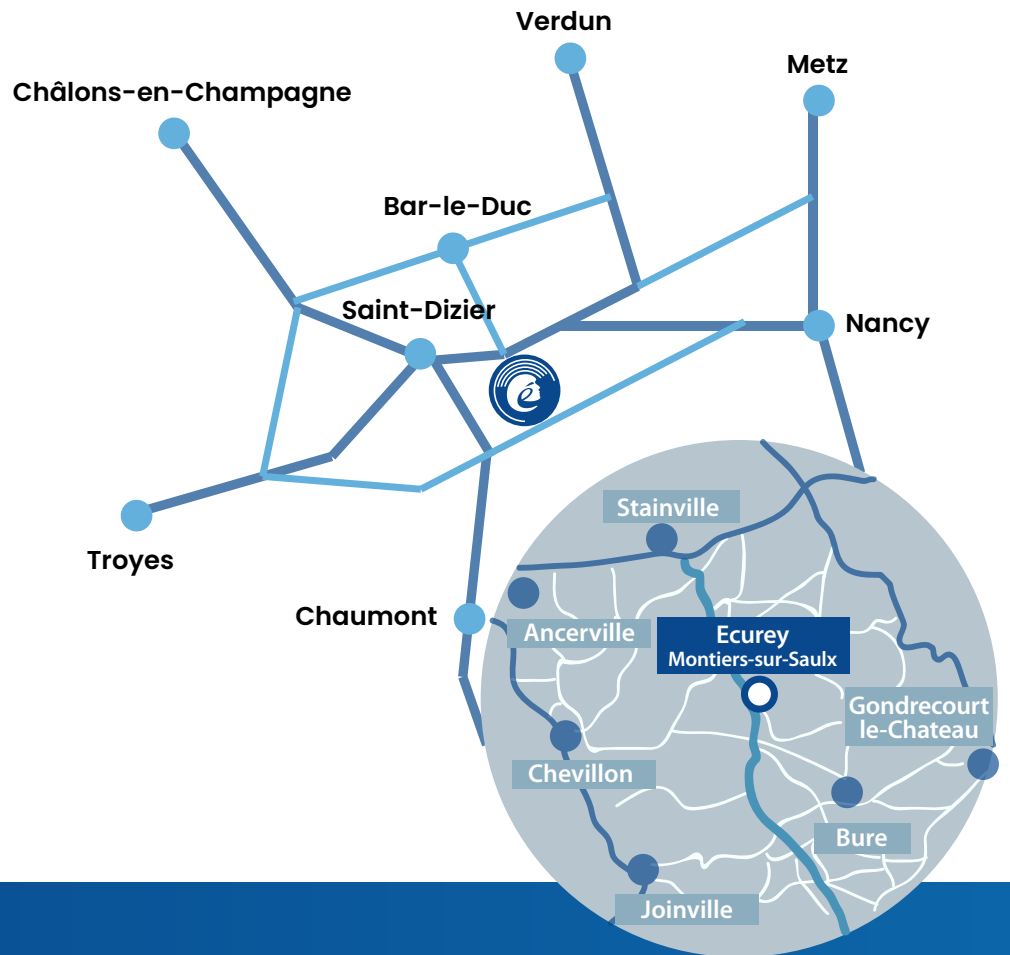 Verdun
Metz
Châlons-en-Champagne
Bar-le-Duc
Saint-Dizier
Nancy
é
Troyes
Chaumont
Stainville
Ancerville
Ecurey
Montiers-sur-Saulx
Gondrecourt
le-Chateau
Chevillon
Bure
Joinville